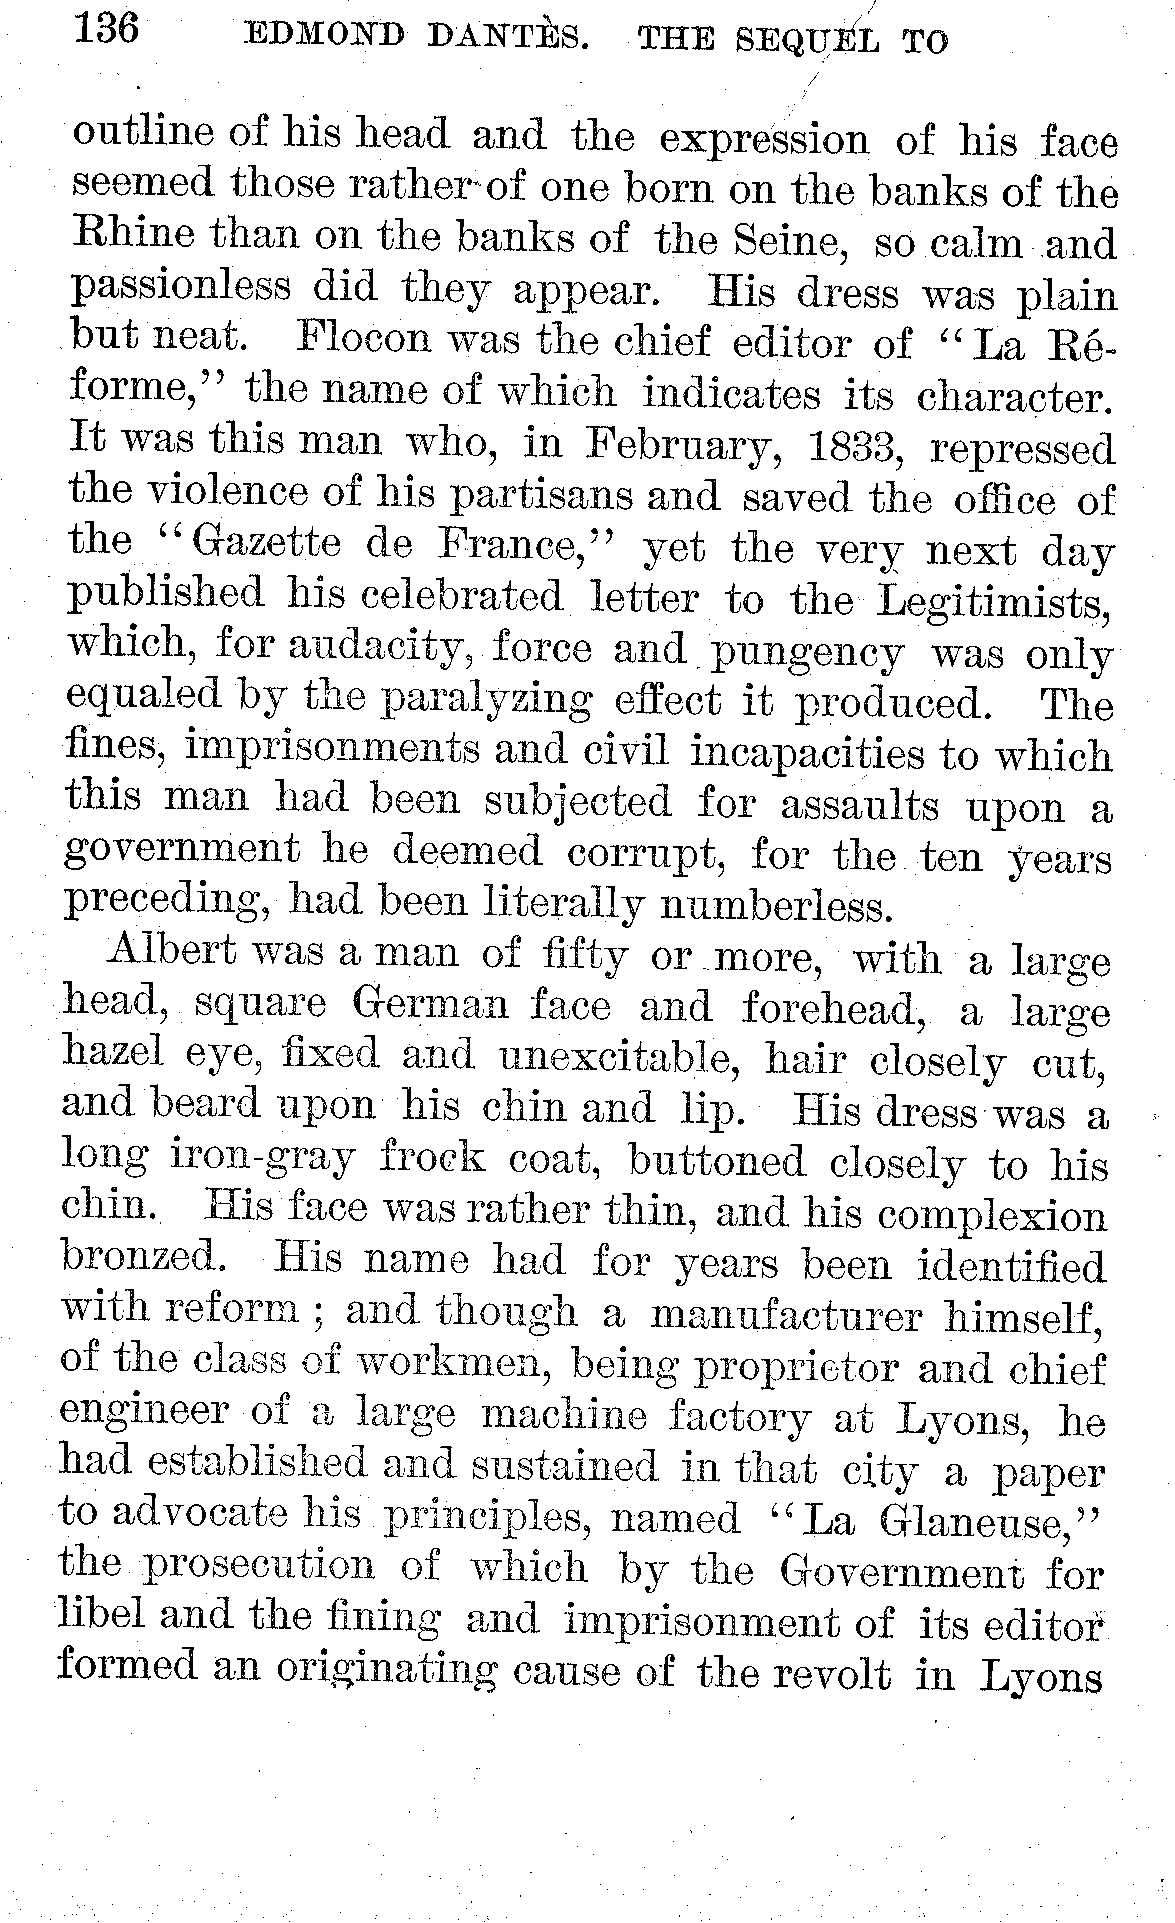 136 EDMOND DANTÈS. THE SEQUEL TO
outline of his head and the expression of his face
seemed those rather of one born on the banks of the
Rhine than on the banks of the Seine, so calm and
passionless did they appear. His dress was plain
but neat. Flocon was the chief editor of “La Ré-
forme,” the name of which indicates its character.
It was this man who, in February, 1833, repressed
the violence of his partisans and saved the office of
the “Gazette de France,” yet the very next day
published his celebrated letter to the Legitimists,
which, for audacity, force and pungency was only
equaled by the paralyzing effect it produced. The
fines, imprisonments and civil incapacities to which
this man had been subjected for assaults upon a
government he deemed corrupt, for the ten years
preceding, had been literally numberless.
Albert was a man of fifty or more, with a large
head, square German face and forehead, a large
hazel eye, fixed and unexcitable, hair closely cut,
and beard upon his chin and lip. His dress was a
long iron-gray frock coat, buttoned closely to his
chin. His face was rather thin, and his complexion
bronzed. His name had for years been identified
with reform ; and though a manufacturer himself,
of the class of workmen, being proprietor and chief
engineer of a large machine factory at Lyons, he
had established and sustained in that city a paper
to advocate his principles, named “La Glaneuse,”
the prosecution of which by the Government for
libel and the fining and imprisonment of its editor
formed an originating cause of the revolt in Lyons